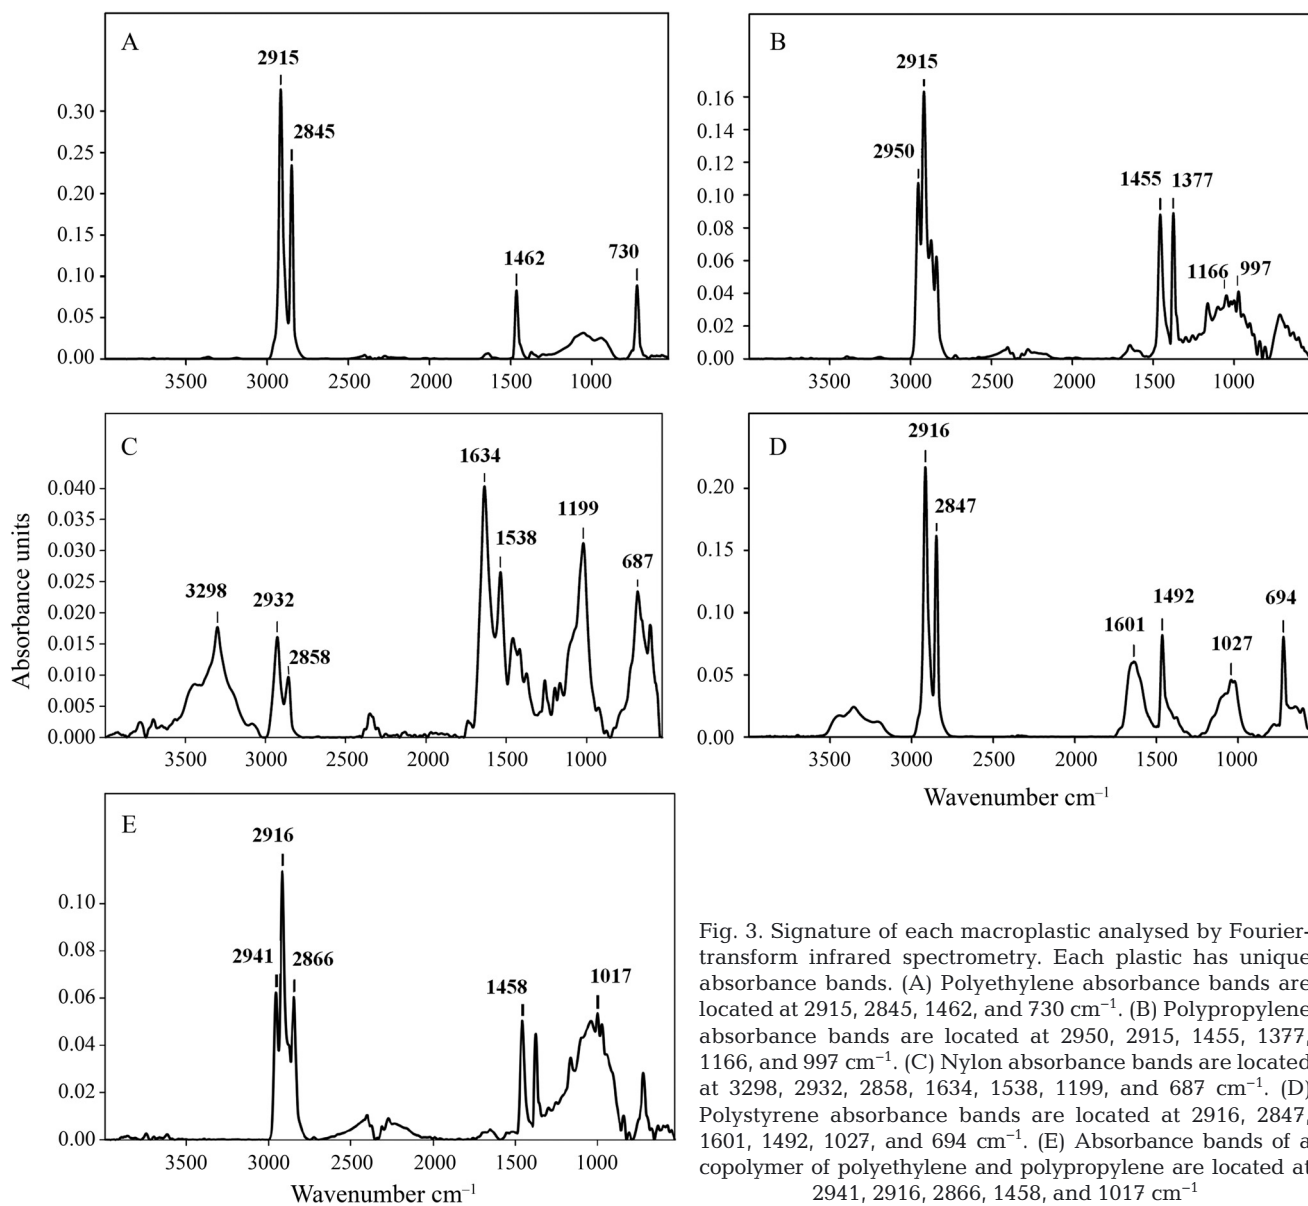 A
2915
2845
1462
730
0.30
0.25
0.20
0.15
0.10
0.05
0.00
3500 3000 2500 2000 1500 1000
B
2915
2950
1455 1377
1166 997
0.16
0.14
0.12
0.10
0.08
0.06
0.04
0.02
0.00
3500 3000 2500 2000 1500 1000
C
1634
1538
1199
687
3298
2932
2858
0.040
0.035
0.030
0.025
0.020
0.015
0.010
0.005
0.000
3500 3000 2500 2000 1500 1000
Absorbance units
D
2916
2847
1601
1492
1027
694
0.20
0.15
0.10
0.05
0.00
3500 3000 2500 2000 1500 1000
Wavenumber cm⁻¹
E
2916
2941
2866
1458
1017
0.10
0.08
0.06
0.04
0.02
0.00
3500 3000 2500 2000 1500 1000
Wavenumber cm⁻¹
Fig. 3. Signature of each macroplastic analysed by Fourier-
transform infrared spectrometry. Each plastic has unique
absorbance bands. (A) Polyethylene absorbance bands are
located at 2915, 2845, 1462, and 730 cm⁻¹. (B) Polypropylene
absorbance bands are located at 2950, 2915, 1455, 1377,
1166, and 997 cm⁻¹. (C) Nylon absorbance bands are located
at 3298, 2932, 2858, 1634, 1538, 1199, and 687 cm⁻¹. (D)
Polystyrene absorbance bands are located at 2916, 2847,
1601, 1492, 1027, and 694 cm⁻¹. (E) Absorbance bands of a
copolymer of polyethylene and polypropylene are located at
2941, 2916, 2866, 1458, and 1017 cm⁻¹